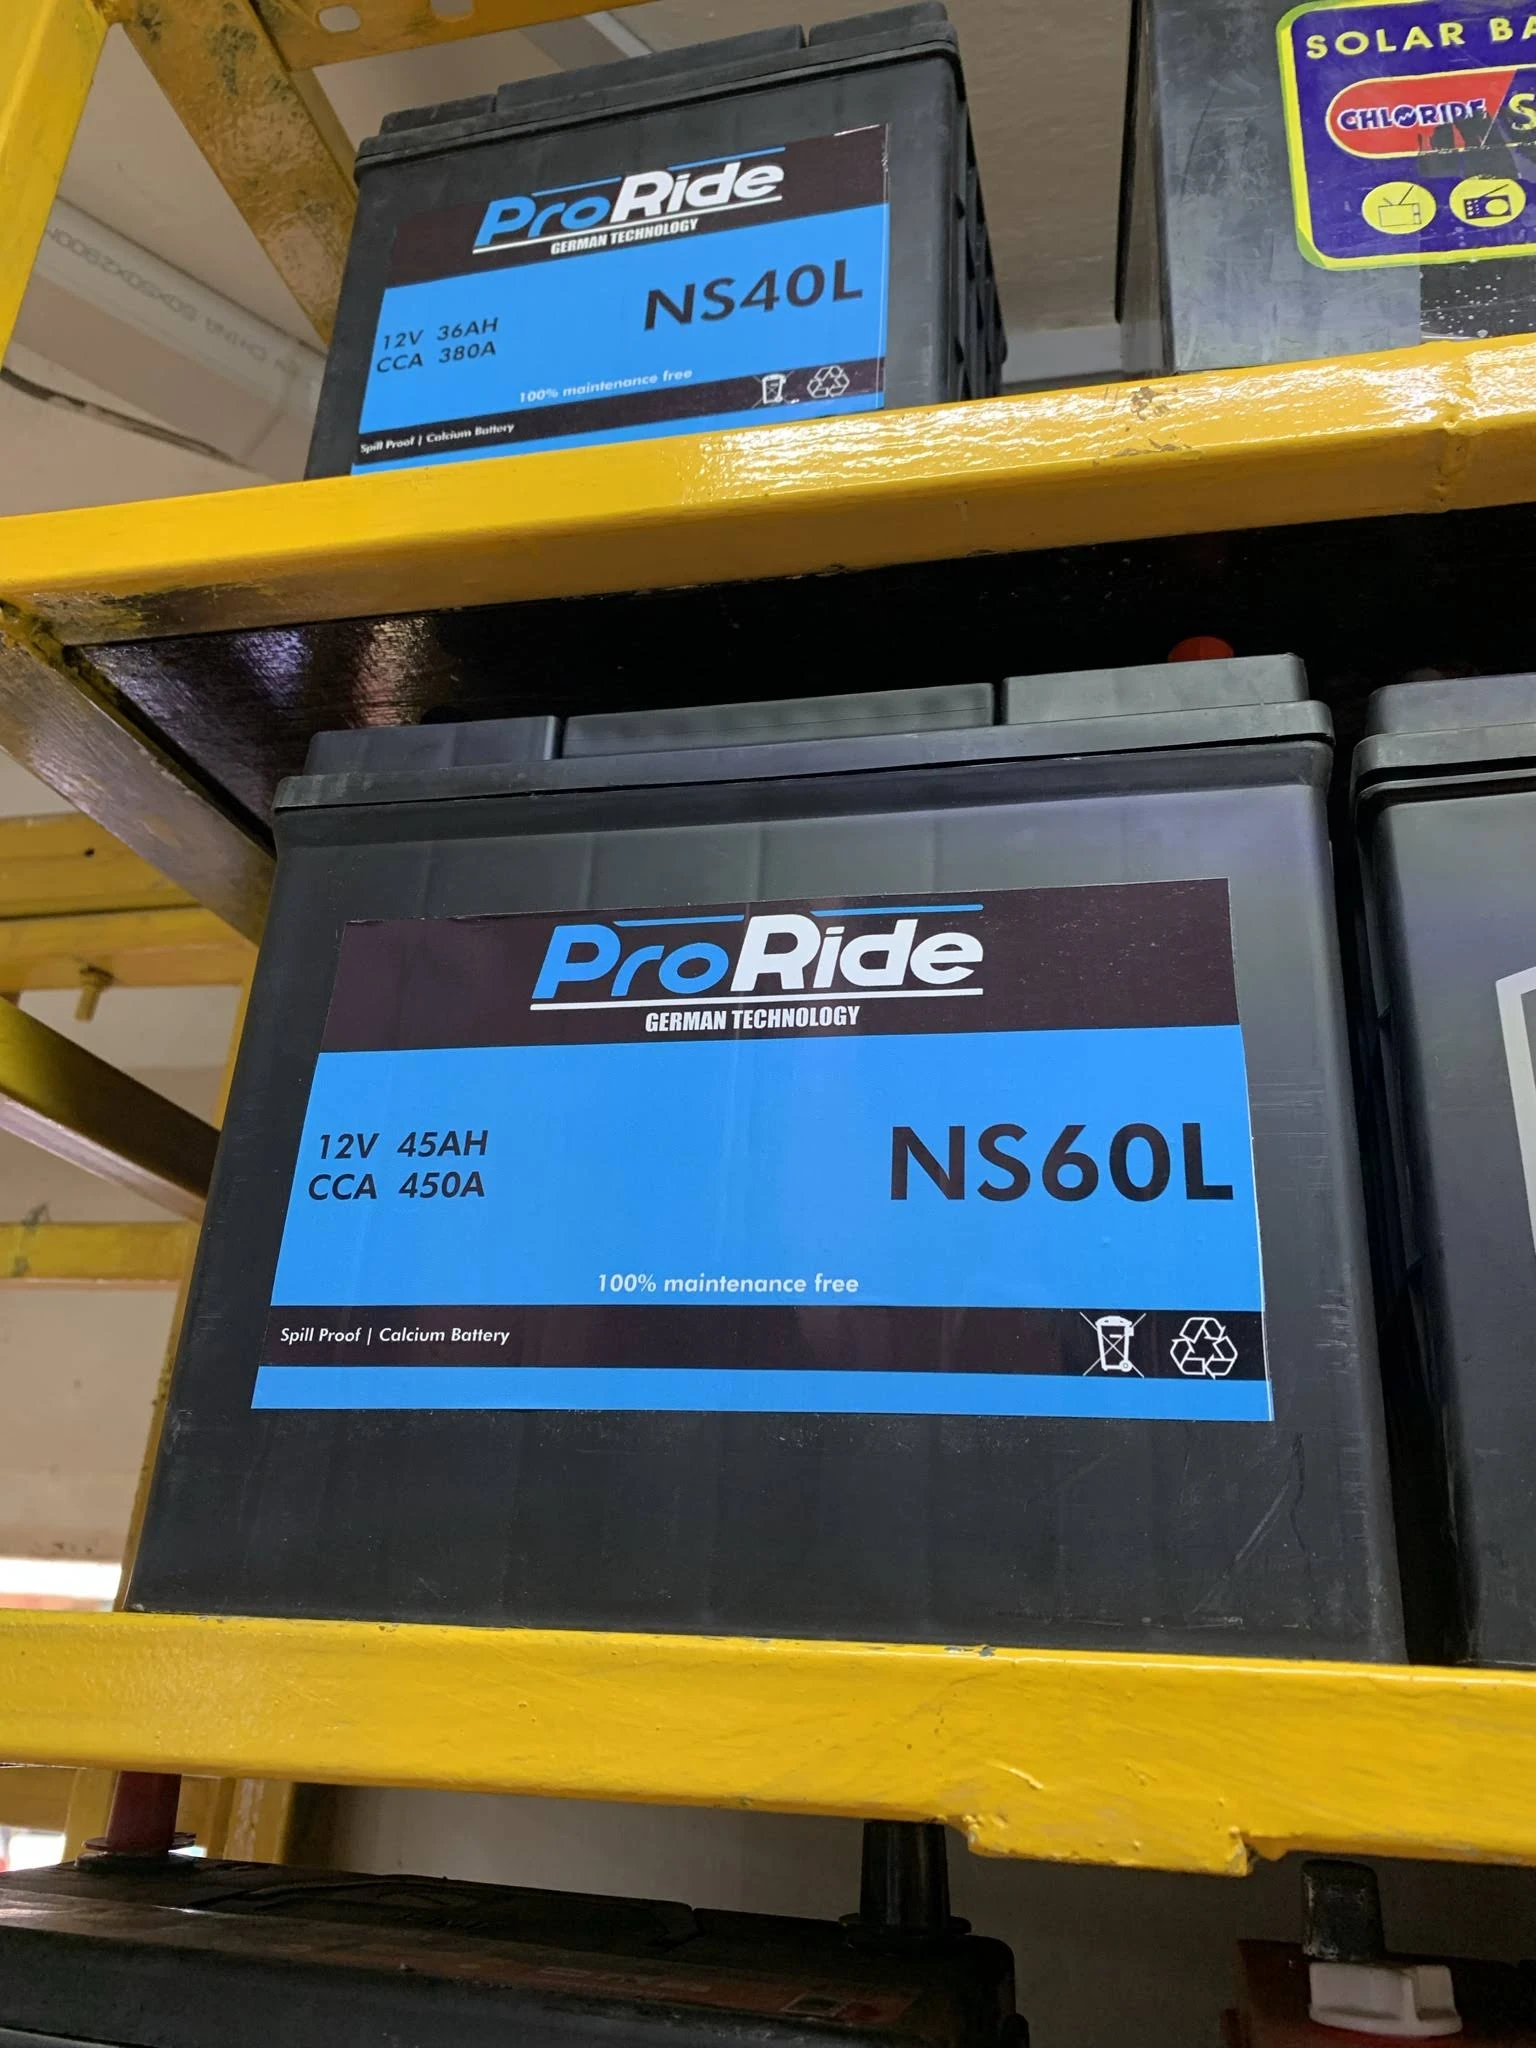 ProRide
GERMAN TECHNOLOGY
NS40L
12V 36AH
CCA 380A
100% maintenance free
Spill Proof | Calcium Battery
SOLAR BA
CHLORIDE S
ProRide
GERMAN TECHNOLOGY
12V 45AH
CCA 450A
NS60L
100% maintenance free
Spill Proof | Calcium Battery